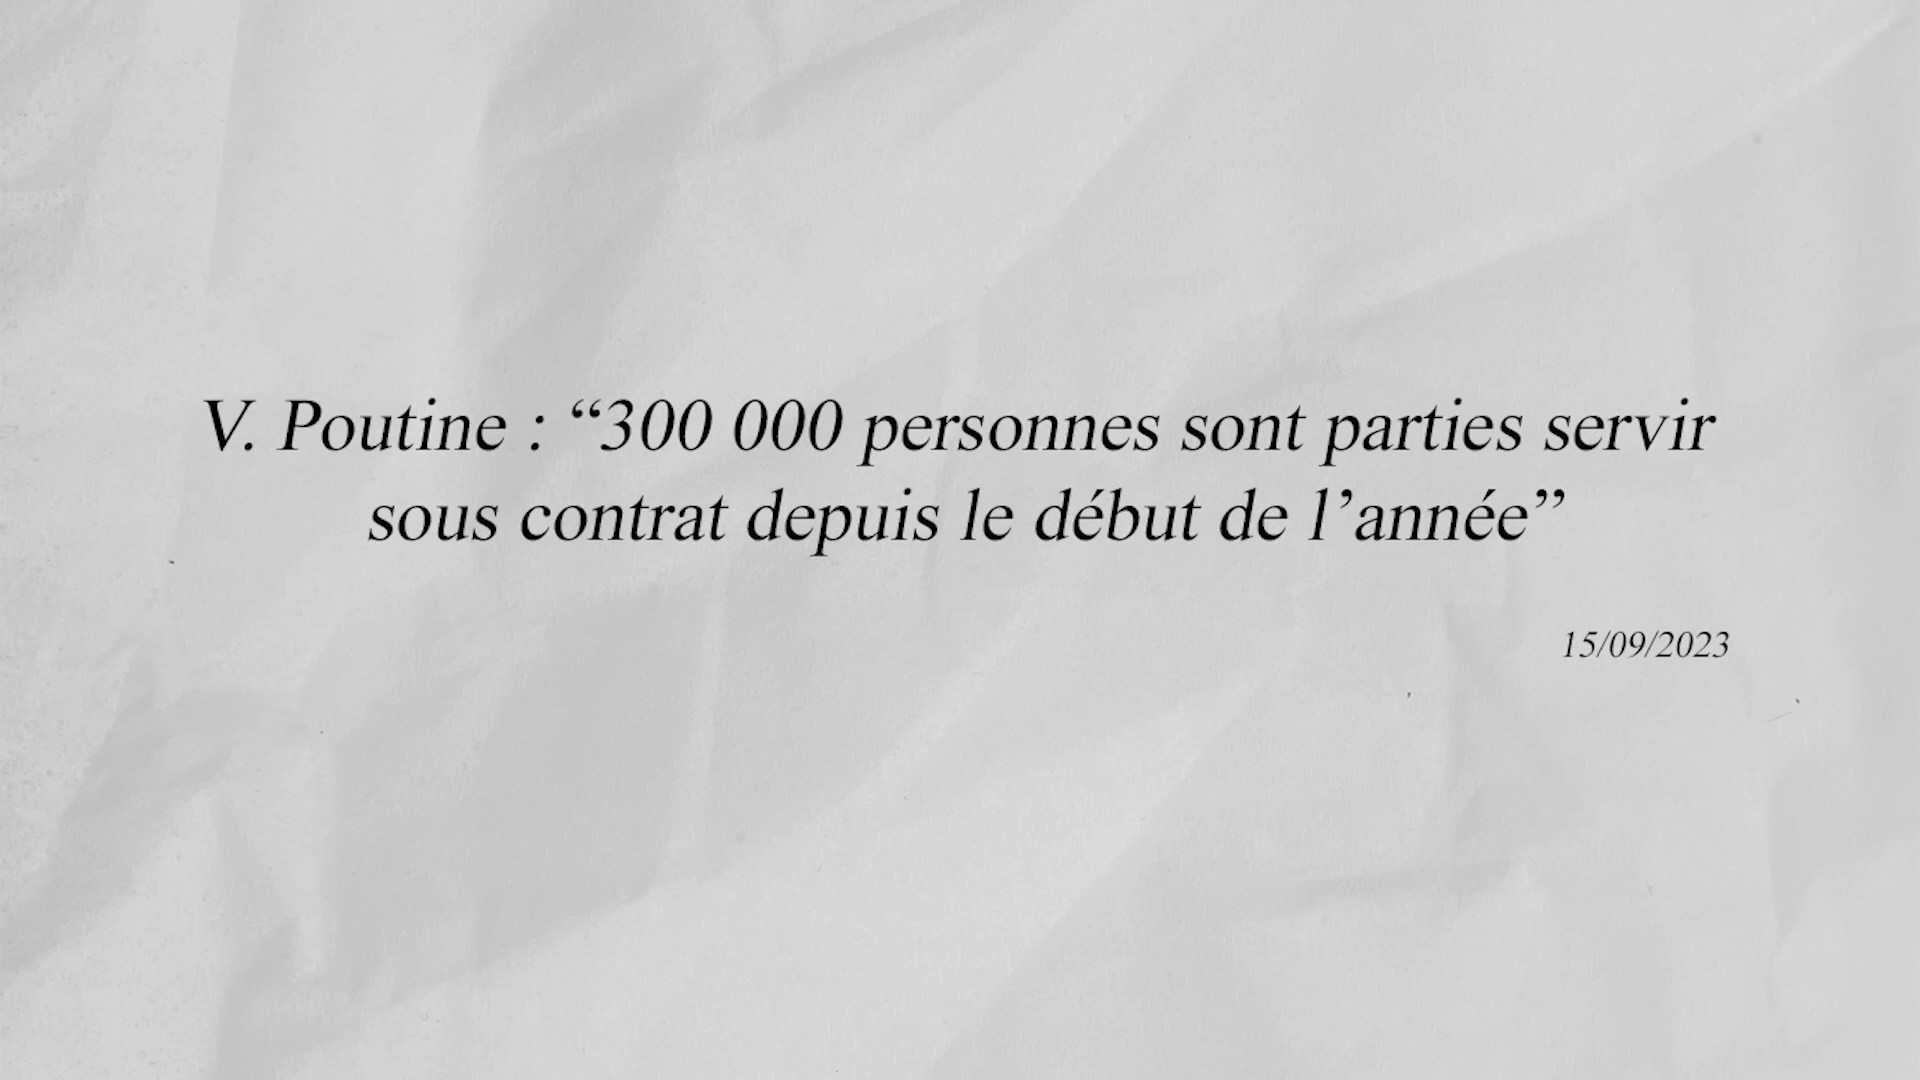 V. Poutine : “300 000 personnes sont parties servir
sous contrat depuis le début de l’année”
15/09/2023